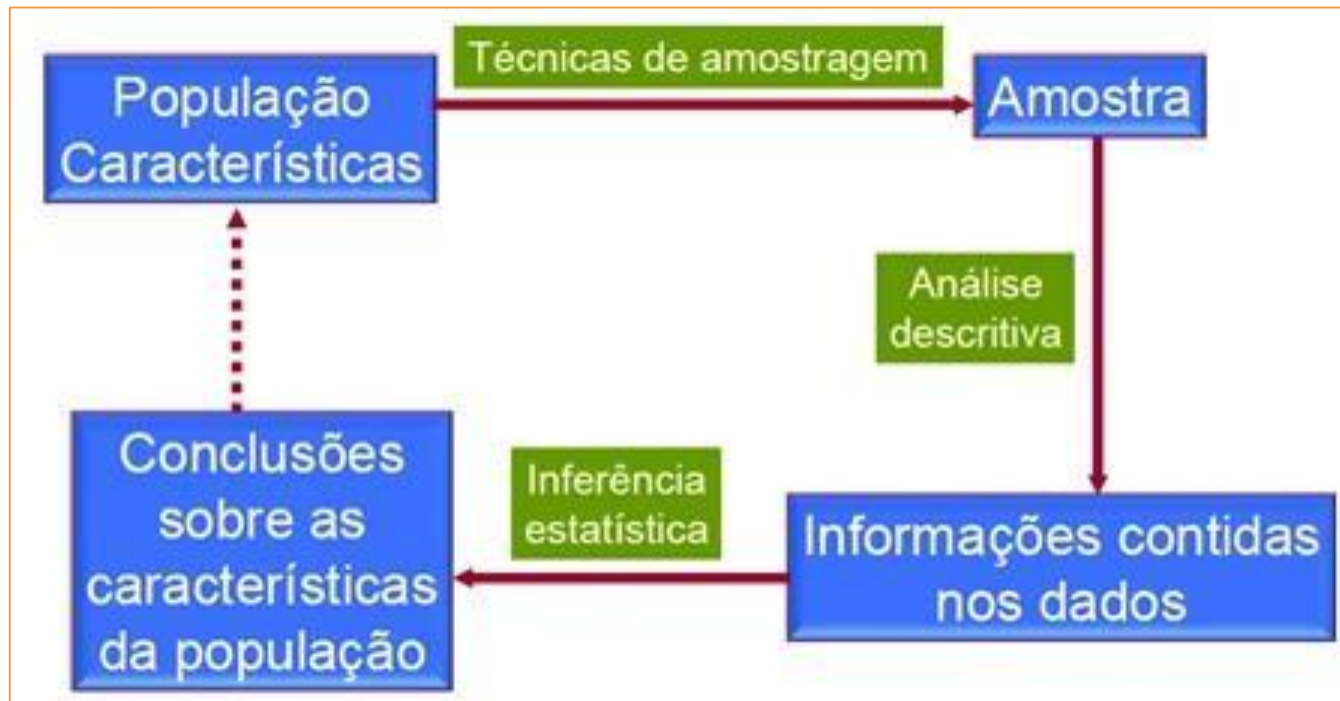 População
Características
Técnicas de amostragem
Amostra
Análise
descritiva
Informações contidas
nos dados
Inferência
estatística
Conclusões
sobre as
características
da população